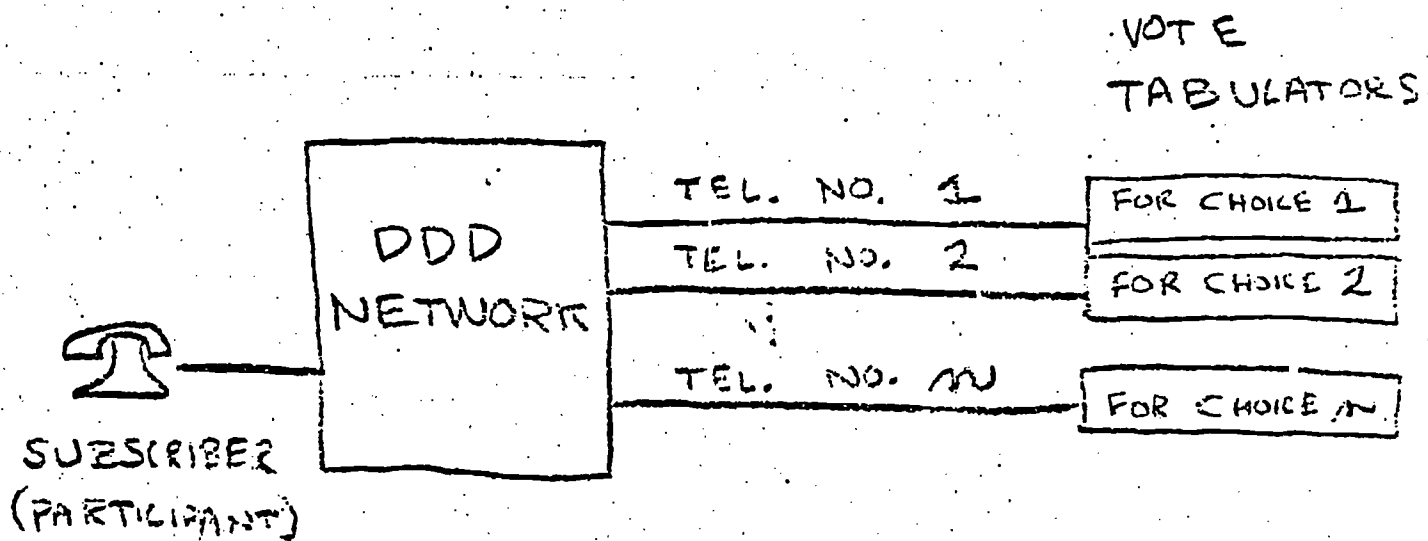 VOTE
TABULATORS
DDD
NETWORK
TEL. NO. 1
FOR CHOICE 1
TEL. NO. 2
FOR CHOICE 2
TEL. NO. n
FOR CHOICE n
SUBSCRIBER
(PARTICIPANT)